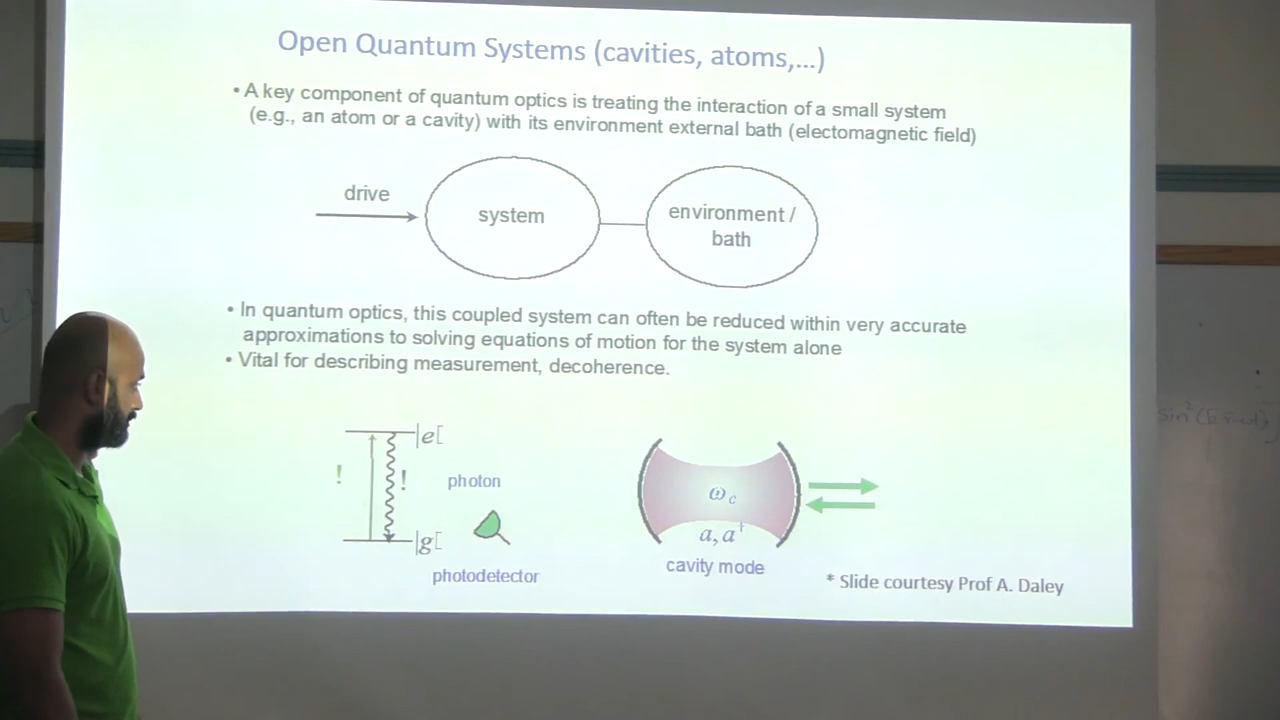 Open Quantum Systems (cavities, atoms,...)
• A key component of quantum optics is treating the interaction of a small system
(e.g., an atom or a cavity) with its environment external bath (electomagnetic field)
drive
system
environment /
bath
• In quantum optics, this coupled system can often be reduced within very accurate
approximations to solving equations of motion for the system alone
• Vital for describing measurement, decoherence.
|e[
! !
photon
|g[
photodetector
ω_c
a, a†
cavity mode
* Slide courtesy Prof A. Daley